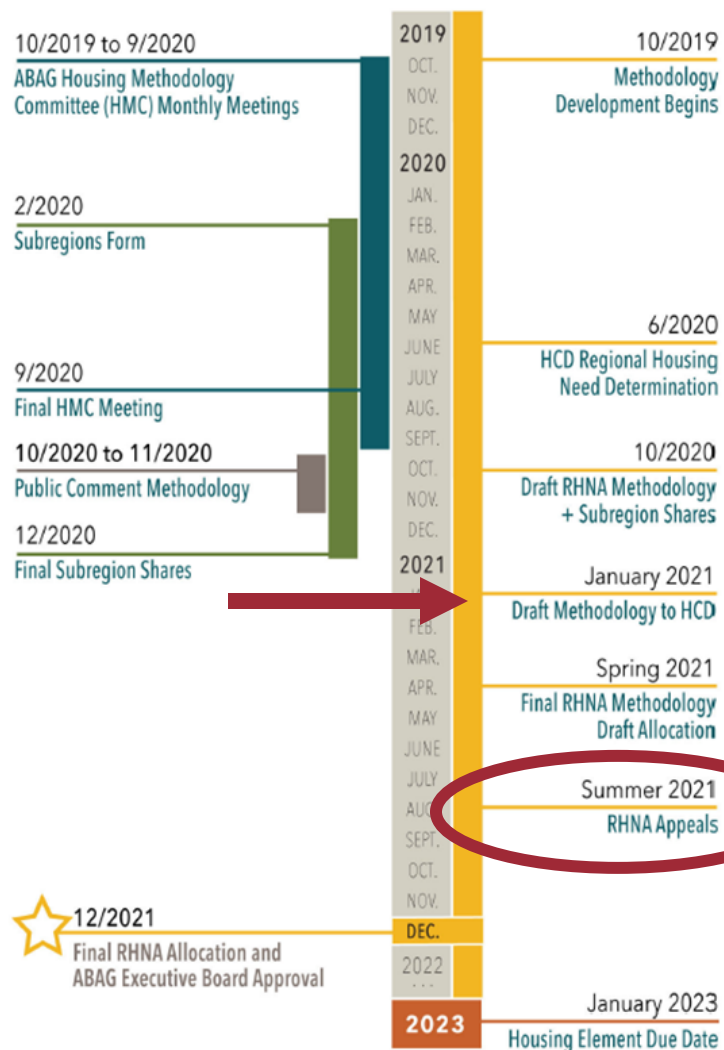 10/2019 to 9/2020
ABAG Housing Methodology
Committee (HMC) Monthly Meetings
2/2020
Subregions Form
9/2020
Final HMC Meeting
10/2020 to 11/2020
Public Comment Methodology
12/2020
Final Subregion Shares
12/2021
Final RHNA Allocation and
ABAG Executive Board Approval
2019
OCT.
NOV.
DEC.
2020
JAN.
FEB.
MAR.
APR.
MAY
JUNE
JULY
AUG.
SEPT.
OCT.
NOV.
DEC.
2021
FEB.
MAR.
APR.
MAY
JUNE
JULY
AUG
SEPT.
OCT.
NOV.
DEC.
2022
...
2023
10/2019
Methodology
Development Begins
6/2020
HCD Regional Housing
Need Determination
10/2020
Draft RHNA Methodology
+ Subregion Shares
January 2021
Draft Methodology to HCD
Spring 2021
Final RHNA Methodology
Draft Allocation
Summer 2021
RHNA Appeals
January 2023
Housing Element Due Date